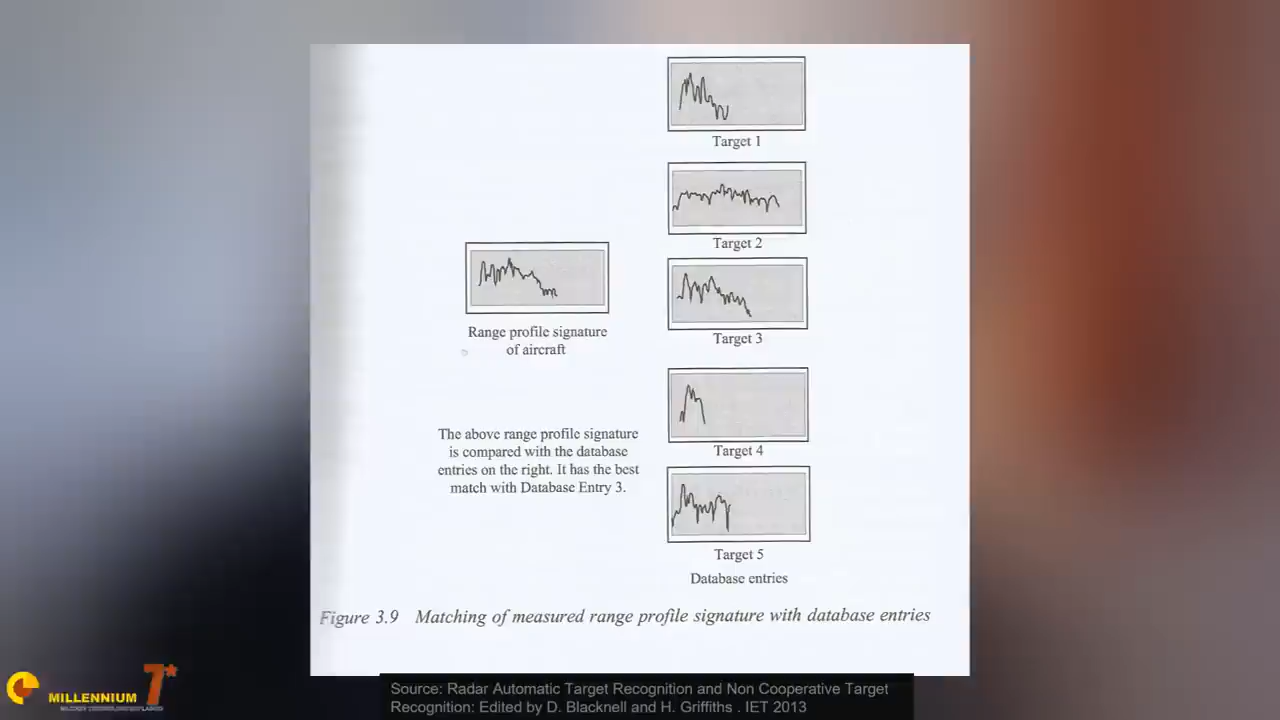 Target 1
Target 2
Range profile signature
of aircraft
Target 3
The above range profile signature
is compared with the database
entries on the right. It has the best
match with Database Entry 3.
Target 4
Target 5
Database entries
Figure 3.9 Matching of measured range profile signature with database entries
MILLENNIUM 7*
Source: Radar Automatic Target Recognition and Non Cooperative Target
Recognition: Edited by D. Blacknell and H. Griffiths . IET 2013